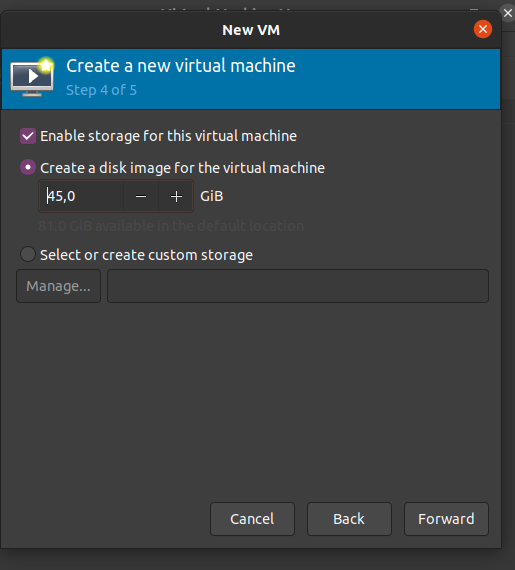 New VM
Create a new virtual machine
Step 4 of 5
Enable storage for this virtual machine
Create a disk image for the virtual machine
45,0
GiB
81.0 GiB available in the default location
Select or create custom storage
Manage...
Cancel
Back
Forward